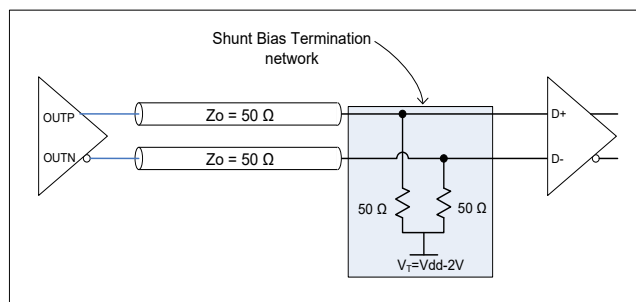 Shunt Bias Termination
network
OUTP
Zo = 50 Ω
D+
OUTN
Zo = 50 Ω
D-
50 Ω
50 Ω
VT=Vdd-2V